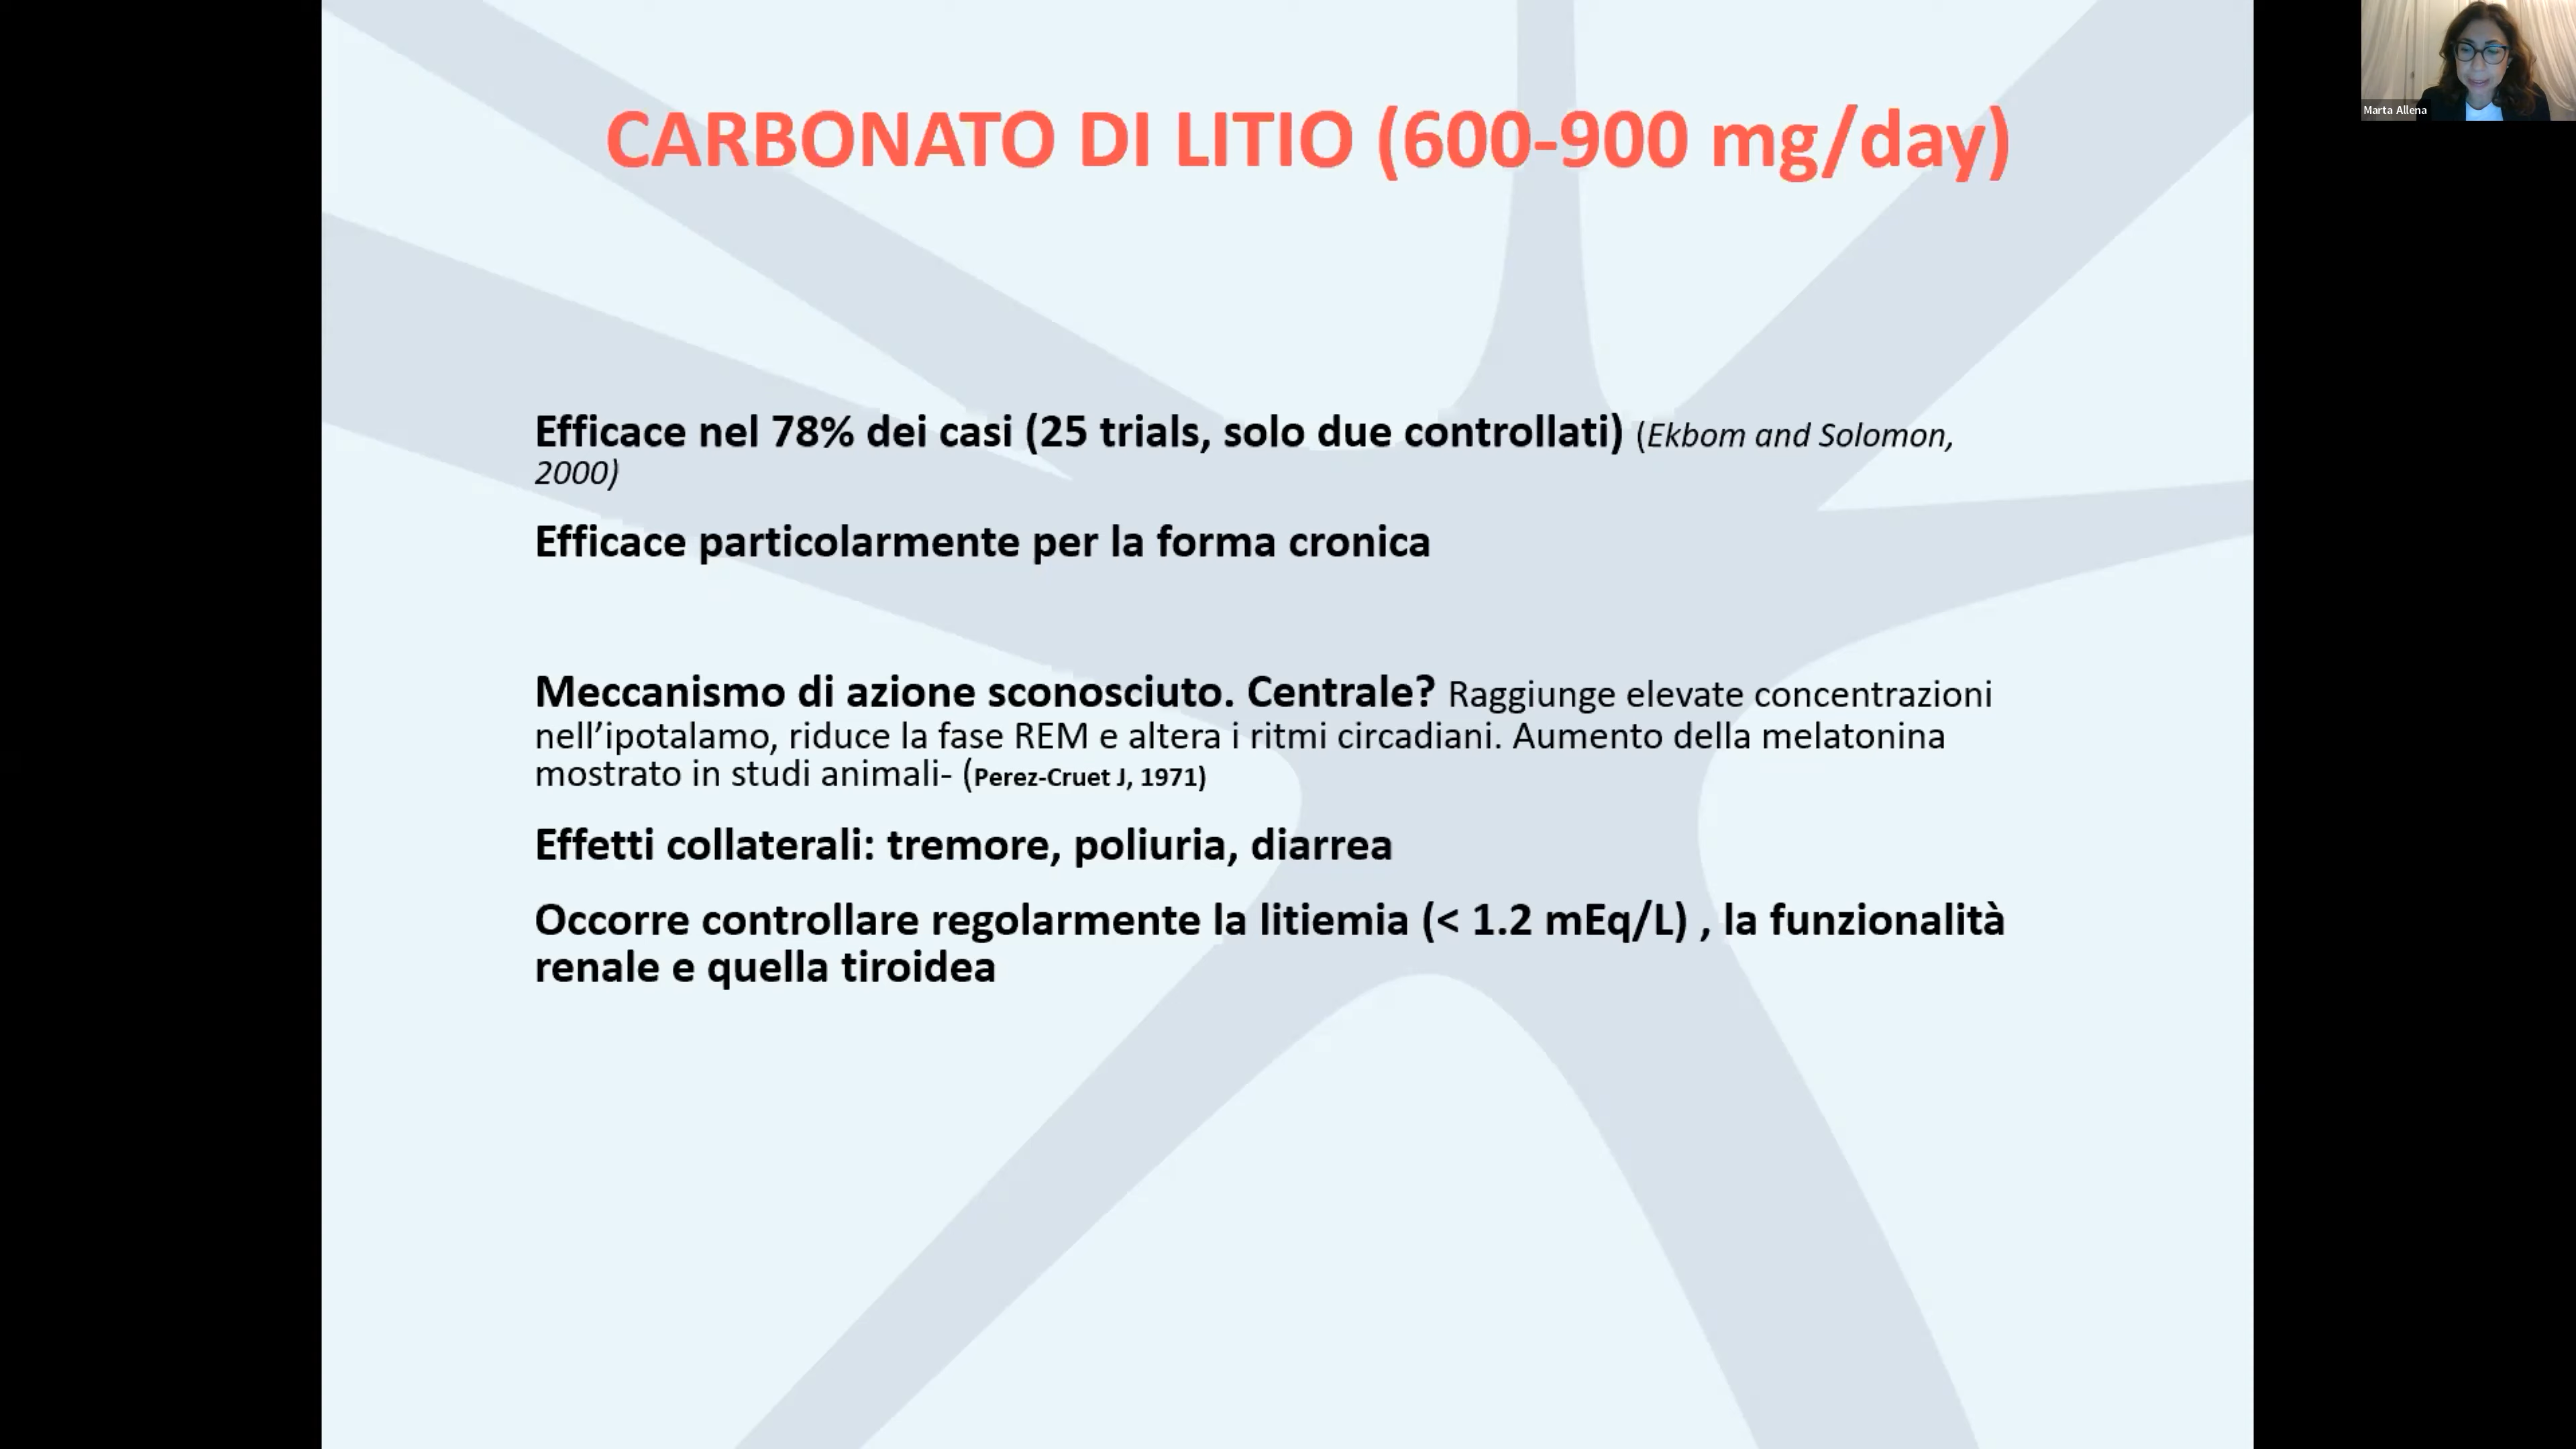 CARBONATO DI LITIO (600-900 mg/day)
Marta Allena
Efficace nel 78% dei casi (25 trials, solo due controllati) (Ekbom and Solomon,
2000)
Efficace particolarmente per la forma cronica
Meccanismo di azione sconosciuto. Centrale? Raggiunge elevate concentrazioni
nell’ipotalamo, riduce la fase REM e altera i ritmi circadiani. Aumento della melatonina
mostrato in studi animali- (Perez-Cruet J, 1971)
Effetti collaterali: tremore, poliuria, diarrea
Occorre controllare regolarmente la litiemia (< 1.2 mEq/L) , la funzionalità
renale e quella tiroidea